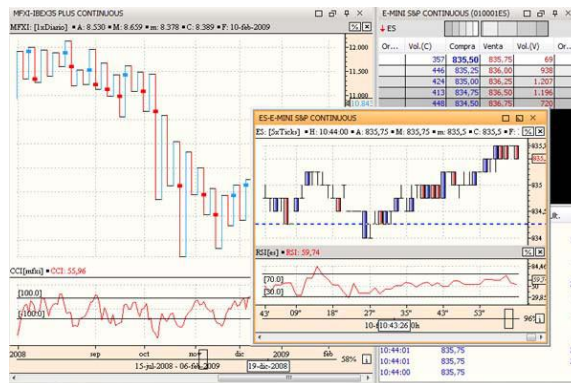 MFXI-IBEX35 PLUS CONTINUOUS
MFXI: [1xDiario] • A: 8.530 • M: 8.659 • m: 8.378 • C: 8.389 • F: 10-feb-2009
12.000
11.500
11.000
CCI[mfxi] • CCI: 55,96
[100.0]
[-100.0]
2008 sep oct nov dic 2009 feb
58%
15-jul-2008 - 06-feb-2009
19-dic-2008
E-MINI S&P CONTINUOUS (010001ES)
ES
Or... Vol.(C) Compra Venta Vol.(V) Or...
357 835,50 835,75 69
446 835,25 836,00 938
424 835,00 836,25 1.207
413 834,75 836,50 1.196
448 834,50 836,75 720
ES-E-MINI S&P CONTINUOUS
ES: [5xTicks] • H: 10:44:00 • A: 835,75 • M: 835,75 • m: 835,5 • C: 835,5 • F:
835
934
RSI[es] • RSI: 59,74
[70.0]
[30.0]
43' 09" 18" 27" 36" 43" 53"
96%
10:43:26
10:44:01 835,75
10:44:01 835,75
10:44:00 835,75